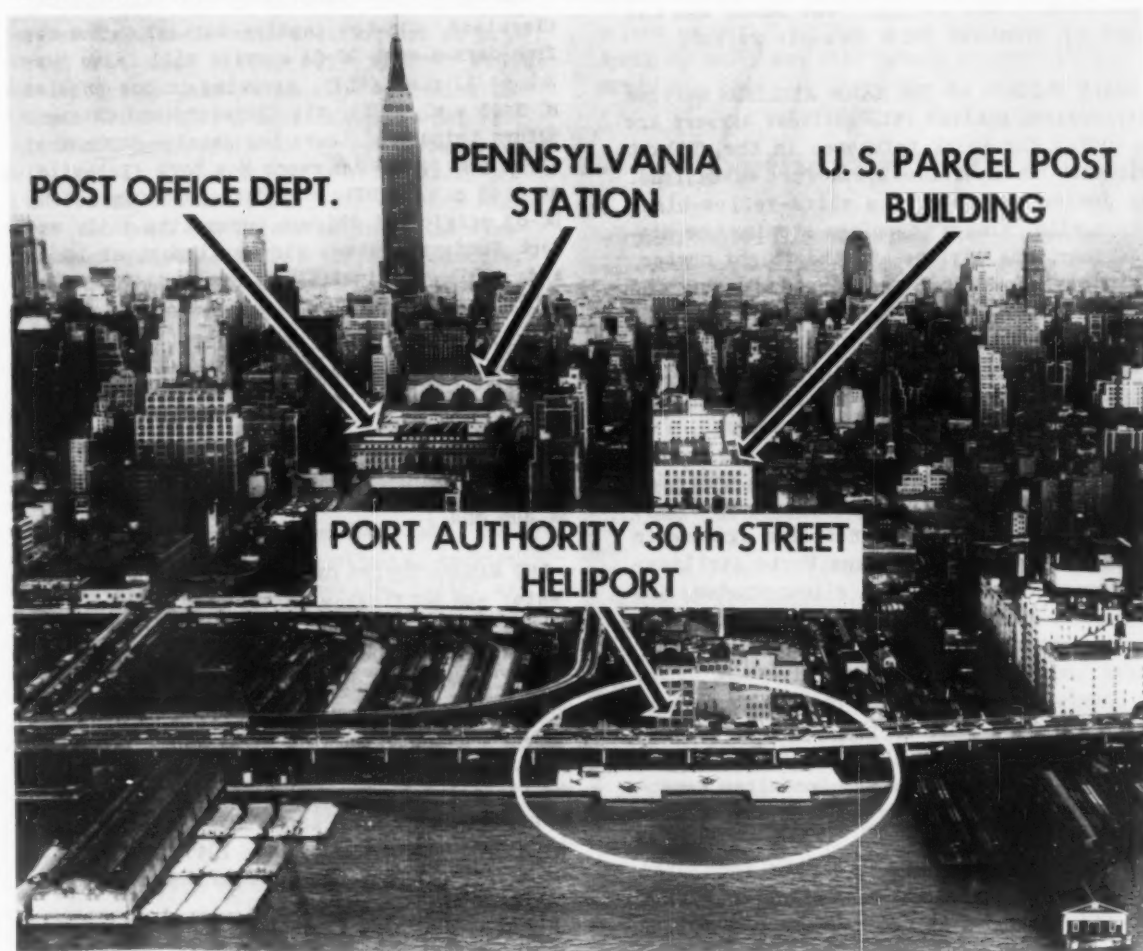 POST OFFICE DEPT.
PENNSYLVANIA
STATION
U. S. PARCEL POST
BUILDING
PORT AUTHORITY 30th STREET
HELIPORT